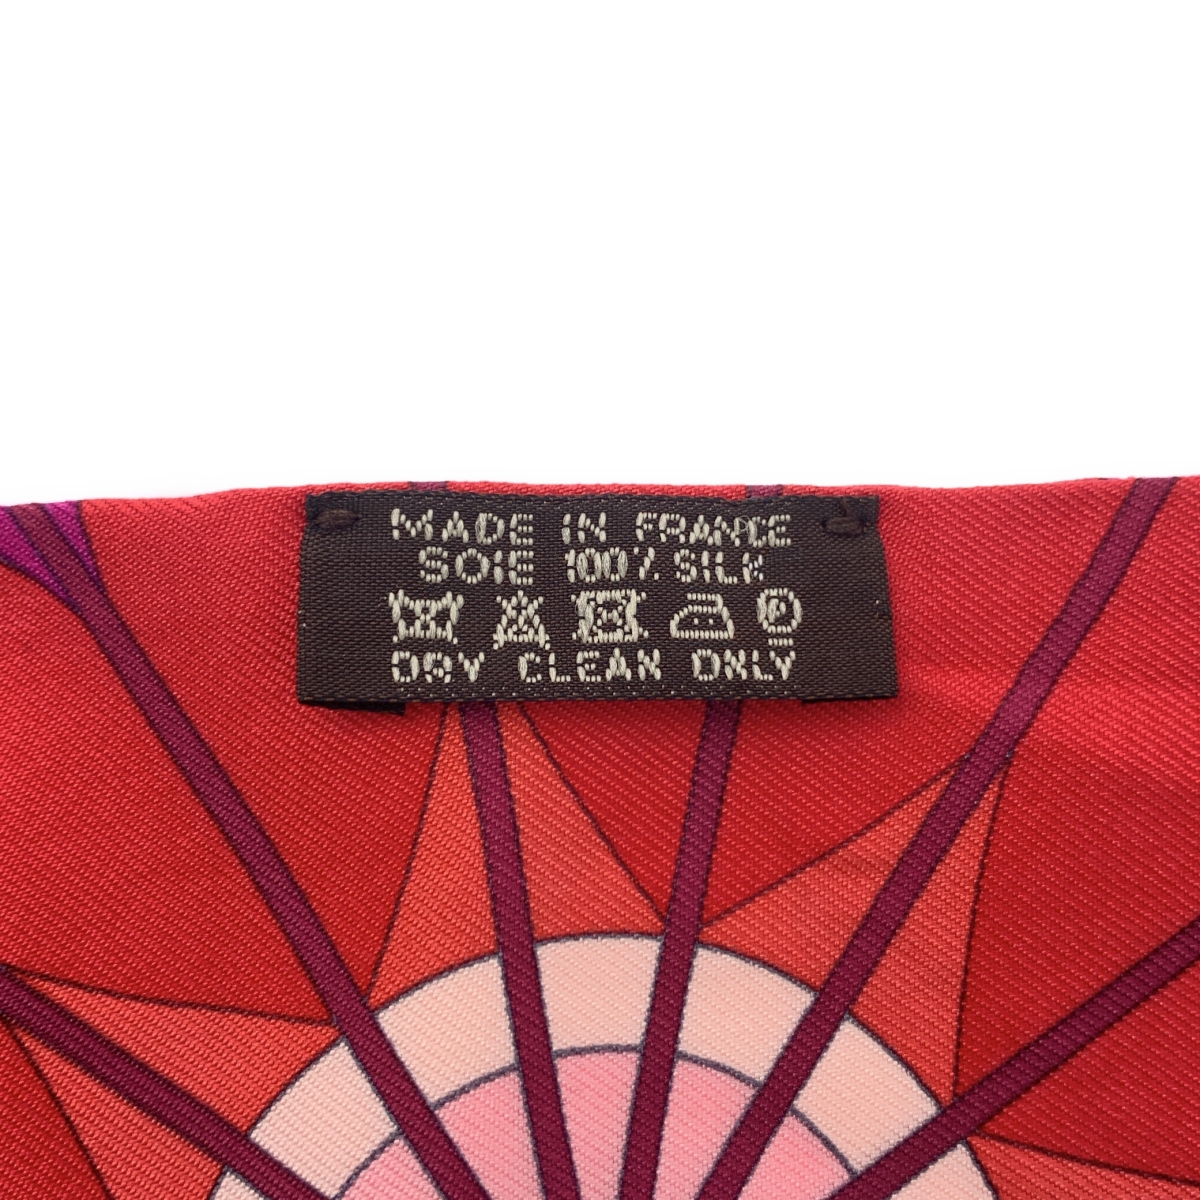 MADE IN FRANCE
SOIE 100% SILK
P
DRY CLEAN ONLY